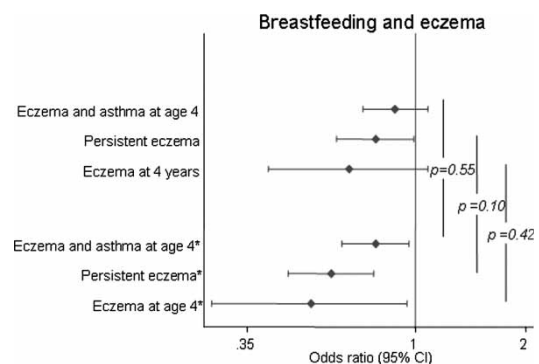 Breastfeeding and eczema
Eczema and asthma at age 4
Persistent eczema
Eczema at 4 years
p=0.55
p=0.10
p=0.42
Eczema and asthma at age 4*
Persistent eczema*
Eczema at age 4*
.35
1
2
Odds ratio (95% CI)